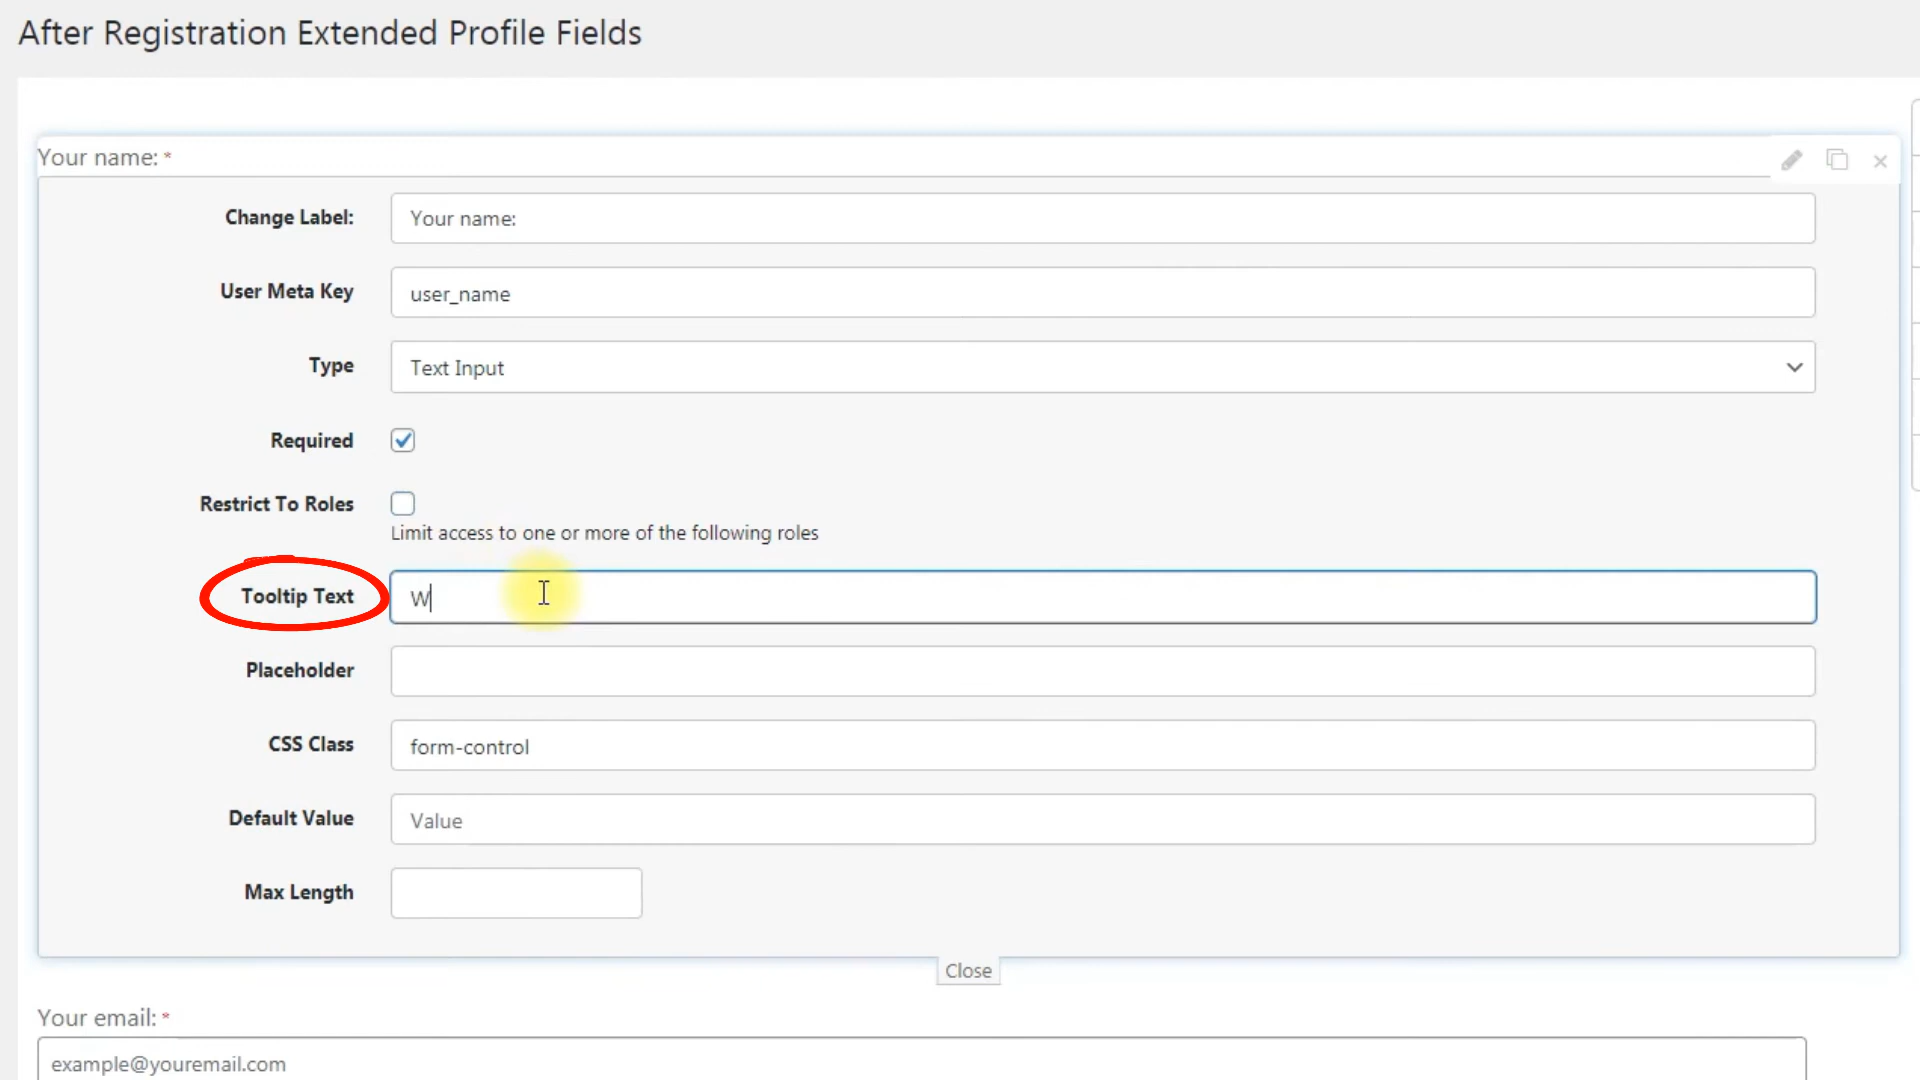 After Registration Extended Profile Fields
Your name: *
Change Label: Your name:
User Meta Key user_name
Type Text Input
Required
Restrict To Roles
Limit access to one or more of the following roles
Tooltip Text W
Placeholder
CSS Class form-control
Default Value Value
Max Length
Close
Your email: *
example@youremail.com